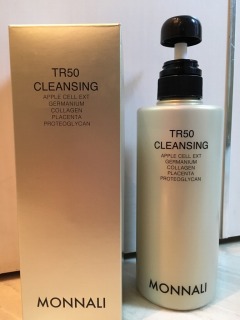 TR50
CLEANSING
APPLE CELL EXT
GERMANIUM
COLLAGEN
PLACENTA
PROTEOGLYCAN
MONNALI
TR50
CLEANSING
APPLE CELL EXT
GERMANIUM
COLLAGEN
PLACENTA
PROTEOGLYCAN
MONNALI